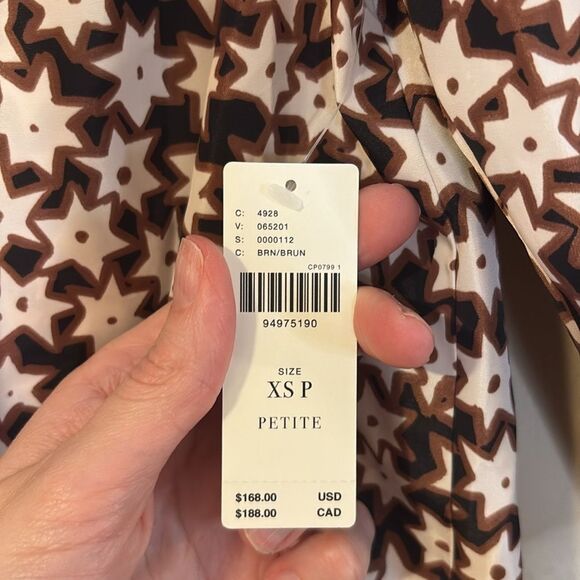 C: 4928
V: 065201
S: 0000112
C: BRN/BRUN
CP0799 1
94975190
SIZE
XS P
PETITE
$168.00 USD
$188.00 CAD